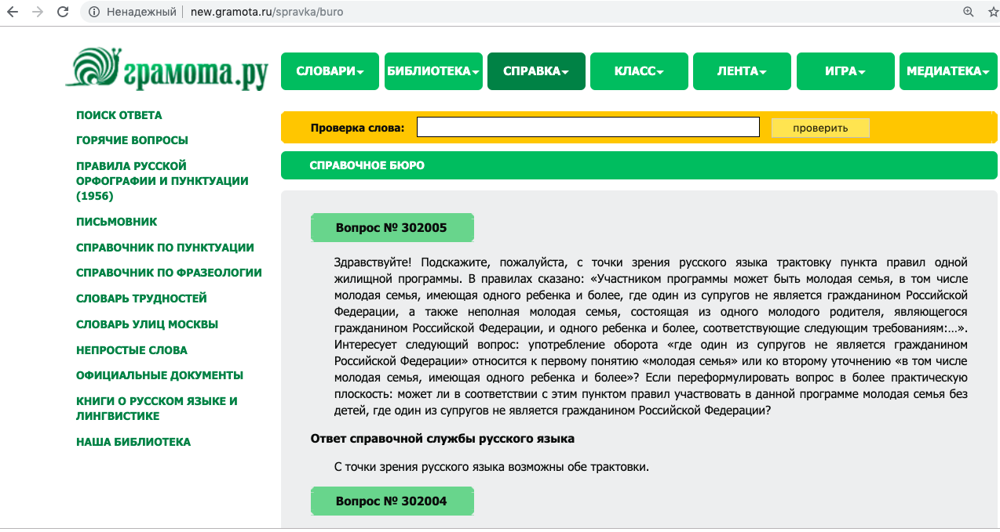 Ненадежный new.gramota.ru/spravka/buro
грамота.ру
СЛОВАРИ БИБЛИОТЕКА СПРАВКА КЛАСС ЛЕНТА ИГРА МЕДИАТЕКА
ПОИСК ОТВЕТА
ГОРЯЧИЕ ВОПРОСЫ
ПРАВИЛА РУССКОЙ
ОРФОГРАФИИ И ПУНКТУАЦИИ
(1956)
ПИСЬМОВНИК
СПРАВОЧНИК ПО ПУНКТУАЦИИ
СПРАВОЧНИК ПО ФРАЗЕОЛОГИИ
СЛОВАРЬ ТРУДНОСТЕЙ
СЛОВАРЬ УЛИЦ МОСКВЫ
НЕПРОСТЫЕ СЛОВА
ОФИЦИАЛЬНЫЕ ДОКУМЕНТЫ
КНИГИ О РУССКОМ ЯЗЫКЕ И
ЛИНГВИСТИКЕ
НАША БИБЛИОТЕКА
Проверка слова: проверить
СПРАВОЧНОЕ БЮРО
Вопрос № 302005
Здравствуйте! Подскажите, пожалуйста, с точки зрения русского языка трактовку пункта правил одной
жилищной программы. В правилах сказано: «Участником программы может быть молодая семья, в том числе
молодая семья, имеющая одного ребенка и более, где один из супругов не является гражданином Российской
Федерации, а также неполная молодая семья, состоящая из одного молодого родителя, являющегося
гражданином Российской Федерации, и одного ребенка и более, соответствующие следующим требованиям:...».
Интересует следующий вопрос: употребление оборота «где один из супругов не является гражданином
Российской Федерации» относится к первому понятию «молодая семья» или ко второму уточнению «в том числе
молодая семья, имеющая одного ребенка и более»? Если переформулировать вопрос в более практическую
плоскость: может ли в соответствии с этим пунктом правил участвовать в данной программе молодая семья без
детей, где один из супругов не является гражданином Российской Федерации?
Ответ справочной службы русского языка
С точки зрения русского языка возможны обе трактовки.
Вопрос № 302004